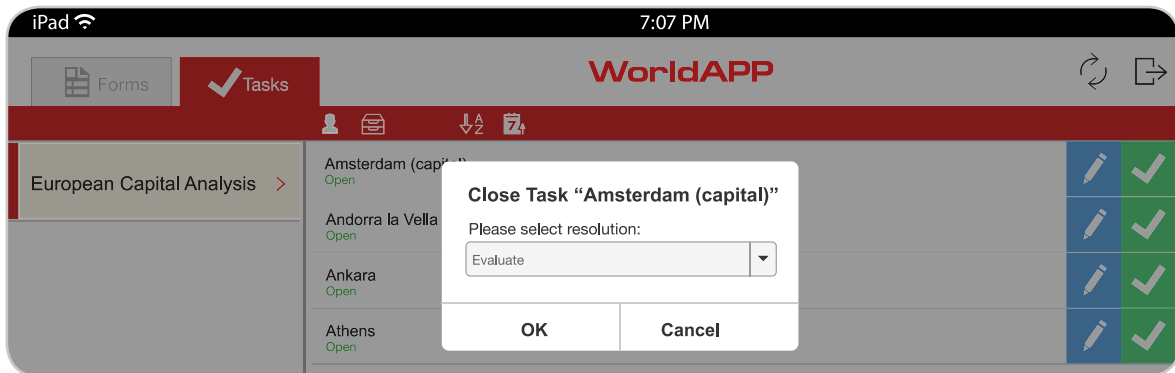 iPad 7:07 PM
Forms
Tasks
WorldAPP
A
Z
7
European Capital Analysis
Amsterdam (capital)
Open
Andorra la Vella
Open
Ankara
Open
Athens
Open
Close Task “Amsterdam (capital)”
Please select resolution:
Evaluate
OK
Cancel